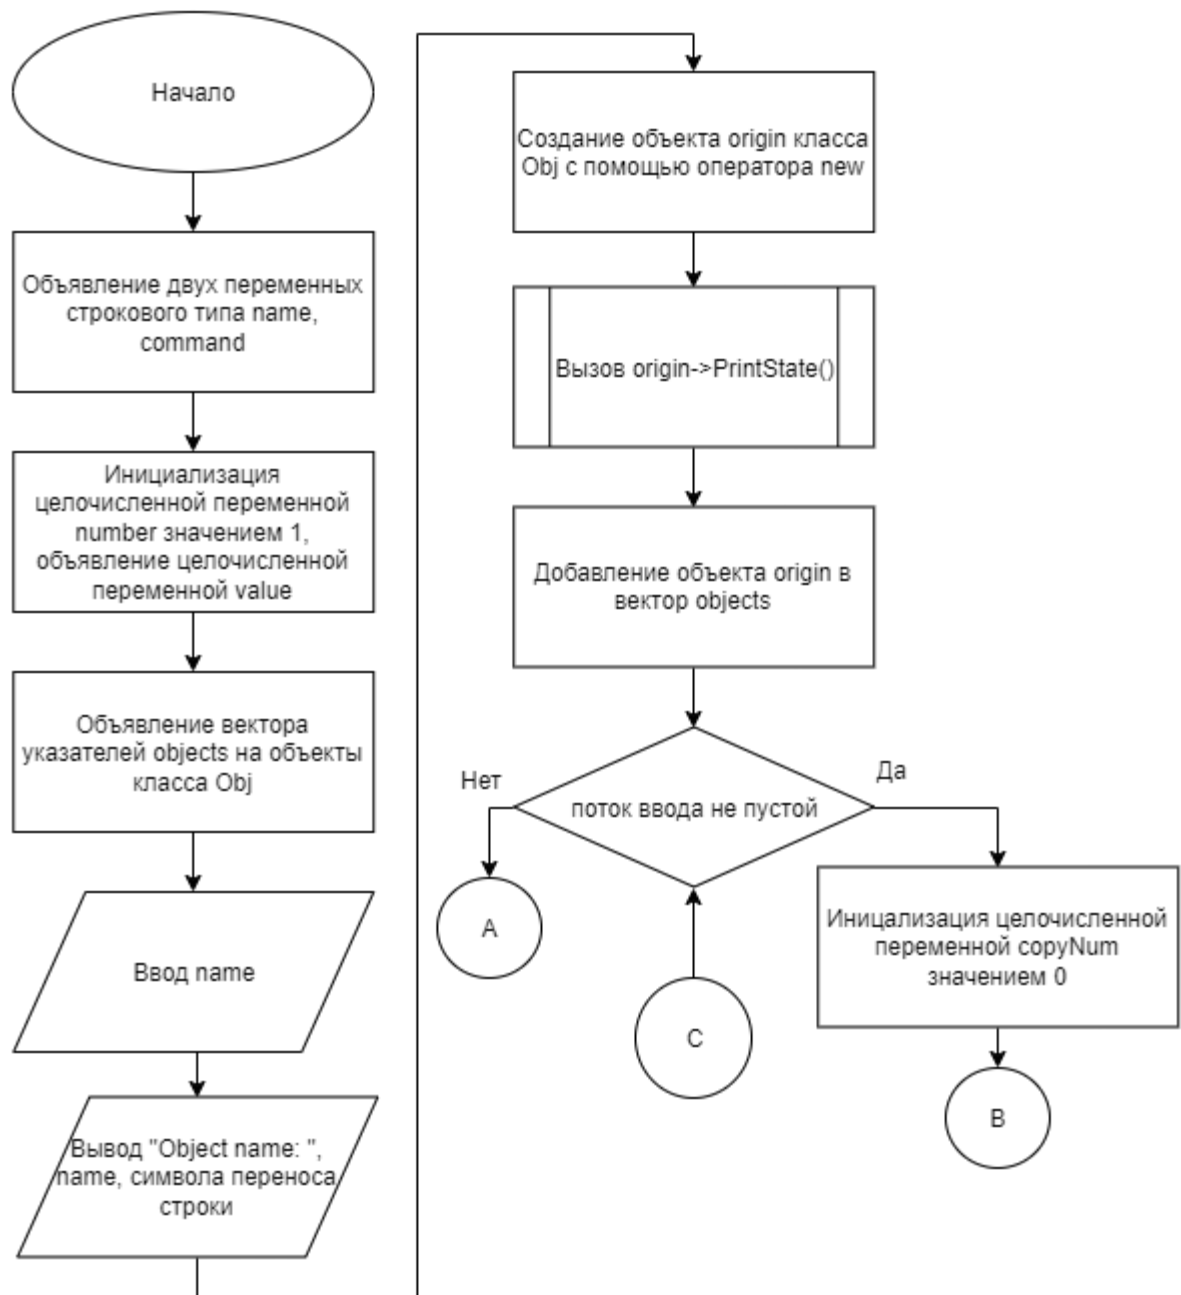 Начало
Объявление двух переменных
строкового типа name,
command
Инициализация
целочисленной переменной
number значением 1,
объявление целочисленной
переменной value
Объявление вектора
указателей objects на объекты
класса Obj
Ввод name
Вывод "Object name: ",
name, символа переноса
строки
Создание объекта origin класса
Obj с помощью оператора new
Вызов origin->PrintState()
Добавление объекта origin в
вектор objects
поток ввода не пустой
Нет
Да
A
C
Иницализация целочисленной
переменной copyNum
значением 0
B